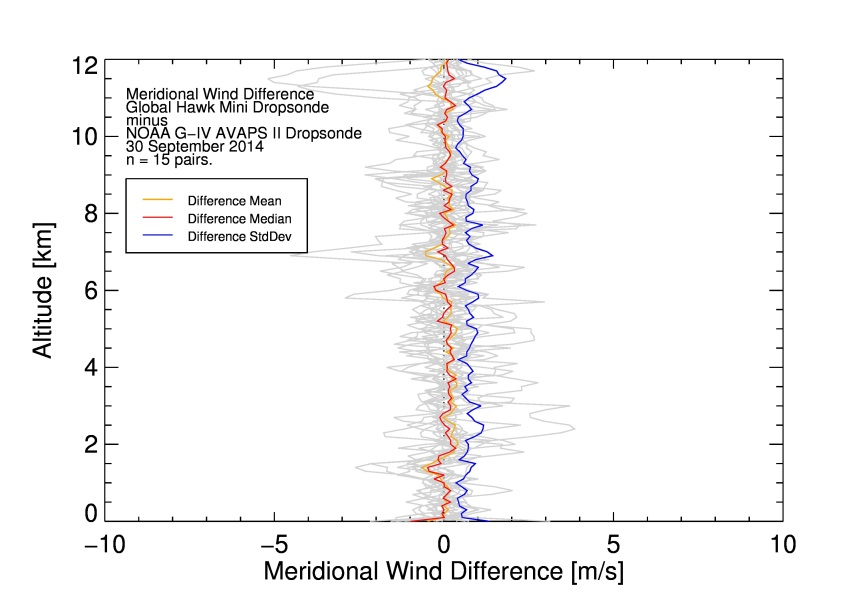 12
10
8
6
4
2
0
Altitude [km]
Meridional Wind Difference
Global Hawk Mini Dropsonde
minus
NOAA G−IV AVAPS II Dropsonde
30 September 2014
n = 15 pairs.
Difference Mean
Difference Median
Difference StdDev
−10 −5 0 5 10
Meridional Wind Difference [m/s]